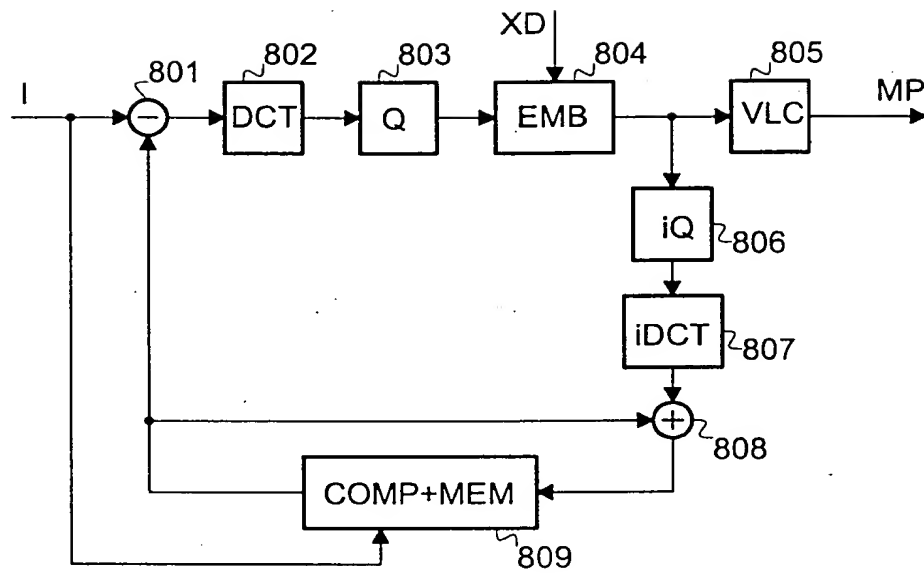 XD
I
801
802
803
804
805
MP
−
DCT
Q
EMB
VLC
iQ
806
iDCT
807
+
808
COMP+MEM
809